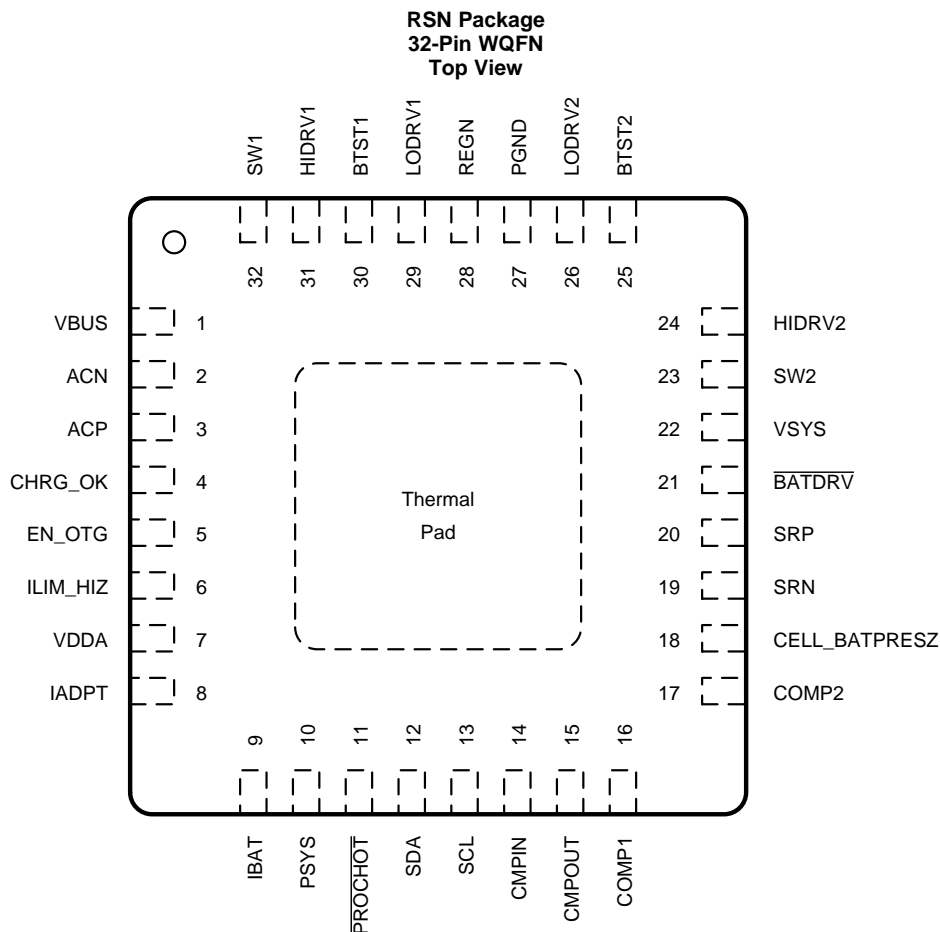 RSN Package
32-Pin WQFN
Top View
SW1
HIDRV1
BTST1
LODRV1
REGN
PGND
LODRV2
BTST2
32
31
30
29
28
27
26
25
VBUS 1
ACN 2
ACP 3
CHRG_OK 4
EN_OTG 5
ILIM_HIZ 6
VDDA 7
IADPT 8
Thermal
Pad
24 HIDRV2
23 SW2
22 VSYS
21 BATDRV
20 SRP
19 SRN
18 CELL_BATPRESZ
17 COMP2
9
10
11
12
13
14
15
16
IBAT
PSYS
PROCHOT
SDA
SCL
CMPIN
CMPOUT
COMP1